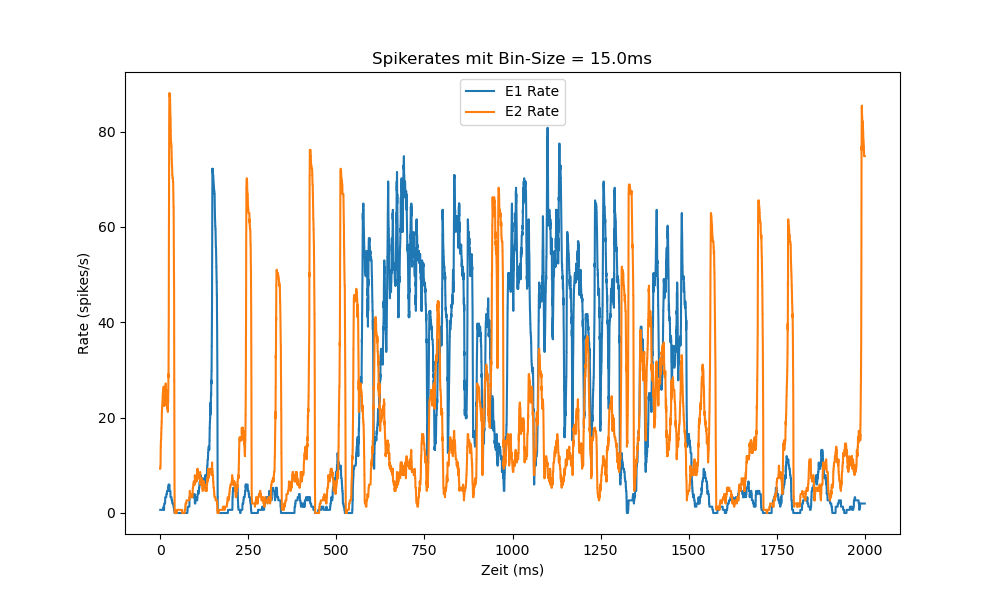 Spikerates mit Bin-Size = 15.0ms
E1 Rate
E2 Rate
Rate (spikes/s)
80
60
40
20
0
0 250 500 750 1000 1250 1500 1750 2000
Zeit (ms)